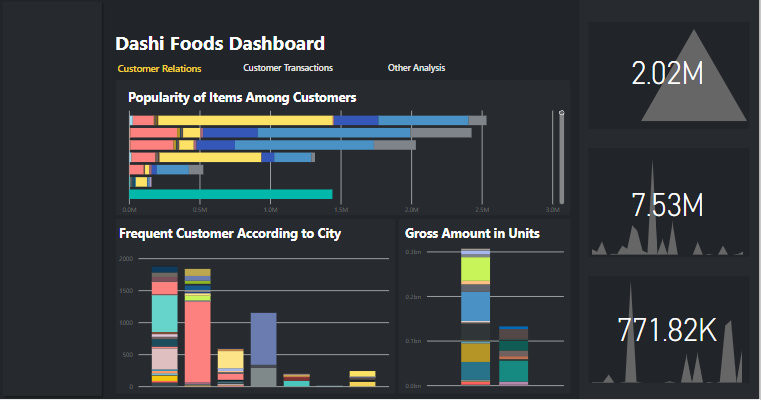 Dashi Foods Dashboard
Customer Relations
Customer Transactions
Other Analysis
Popularity of Items Among Customers
0.0M 0.5M 1.0M 1.5M 2.0M 2.5M 3.0M
Frequent Customer According to City
2000
1500
1000
500
0
Gross Amount in Units
0.3bn
0.2bn
0.1bn
0.0bn
2.02M
7.53M
771.82K